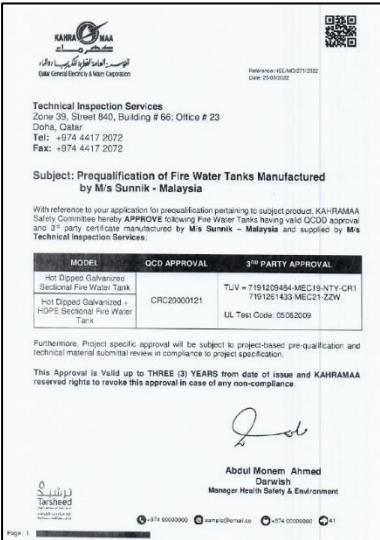 KAHRA MAA
كهرماء
Qatar General Electricity & Water Corporation
Reference: IEE/MO/271/2022
Date: 25/05/2022
Technical Inspection Services
Zone 39, Street 840, Building # 66; Office # 23
Doha, Qatar
Tel: +974 4417 2072
Fax: +974 4417 2072
Subject: Prequalification of Fire Water Tanks Manufactured
by M/s Sunnik - Malaysia
With reference to your application for prequalification pertaining to subject product, KAHRAMAA
Safety Committee hereby APPROVE following Fire Water Tanks having valid QCDD approval
and 3rd party certificate manufactured by M/s Sunnik – Malaysia and supplied by M/s
Technical Inspection Services:
MODEL QCD APPROVAL 3RD PARTY APPROVAL
Hot Dipped Galvanized
Sectional Fire Water Tank
Hot Dipped Galvanized +
HDPE Sectional Fire Water
Tank
CRC20000121
TUV = 7191209484-MEC19-NTY-CR1
7191261433-MEC21-ZZW
UL Test Code: 05062009
Furthermore, Project specific approval will be subject to project-based pre-qualification and
technical material submittal review in compliance to project specification.
This Approval is Valid up to THREE (3) YEARS from date of issue and KAHRAMAA
reserved rights to revoke this approval in case of any non-compliance.
Abdul Monem Ahmed
Darwish
Manager Health Safety & Environment
ترشيد
Tarsheed
+974 00000000 sample@email.co +974 00000000 41
Page: 1